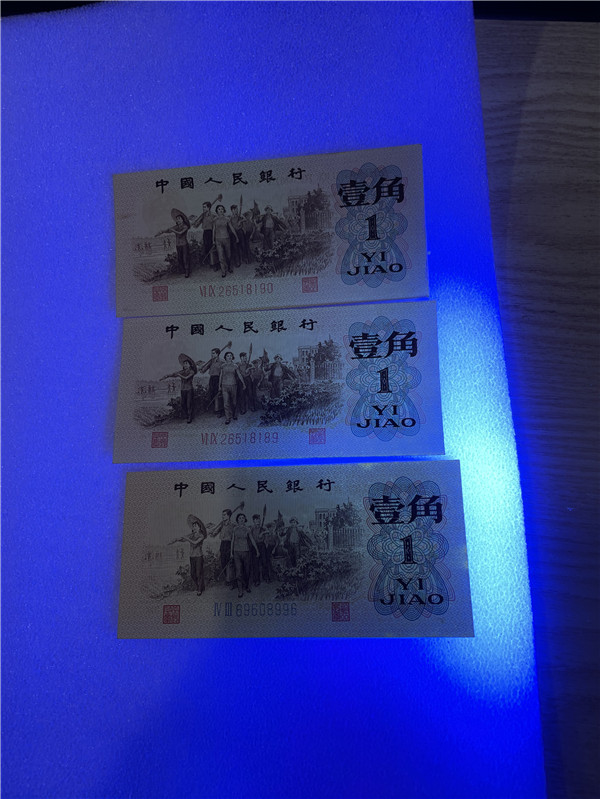 中國人民銀行
壹角
1
YI
JIAO
VI IX 26518190
中國人民銀行
壹角
1
YI
JIAO
VI IX 26518189
中國人民銀行
壹角
1
YI
JIAO
IV III 69608996